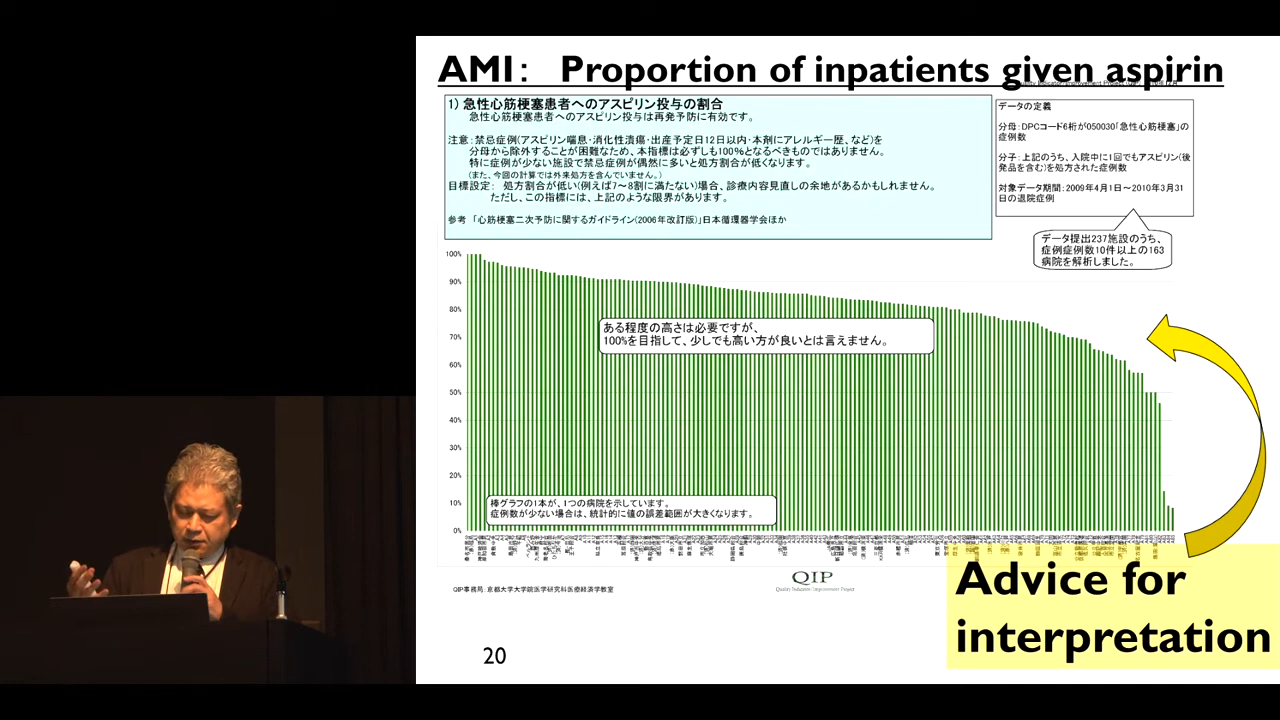 AMI： Proportion of inpatients given aspirin
1) 急性心筋梗塞患者へのアスピリン投与の割合
急性心筋梗塞患者へのアスピリン投与は再発予防に有効です。
注意：禁忌症例(アスピリン喘息・消化性潰瘍・出産予定日12日以内・本剤にアレルギー歴、など)を
分母から除外することが困難なため、本指標は必ずしも100%となるべきものではありません。
特に症例が少ない施設で禁忌症例が偶然に多いと処方割合が低くなります。
(また、今回の計算では外来処方を含んでいません。)
目標設定： 処方割合が低い(例えば7～8割に満たない)場合、診療内容見直しの余地があるかもしれません。
ただし、この指標には、上記のような限界があります。
参考 「心筋梗塞二次予防に関するガイドライン(2006年改訂版)」日本循環器学会ほか
データの定義
分母：DPCコード6桁が050030「急性心筋梗塞」の
症例数
分子：上記のうち、入院中に1回でもアスピリン(後
発品を含む)を処方された症例数
対象データ期間：2009年4月1日～2010年3月31
日の退院症例
データ提出237施設のうち、
症例症例数10件以上の163
病院を解析しました。
100%
90%
80%
70%
60%
50%
40%
30%
20%
10%
0%
ある程度の高さは必要ですが、
100%を目指して、少しでも高い方が良いとは言えません。
棒グラフの1本が、1つの病院を示しています。
症例数が少ない場合は、統計的に値の誤差範囲が大きくなります。
QIP事務局：京都大学大学院医学研究科医療経済学教室
QIP
Quality Indicator/Improvement Project
Advice for
interpretation
20